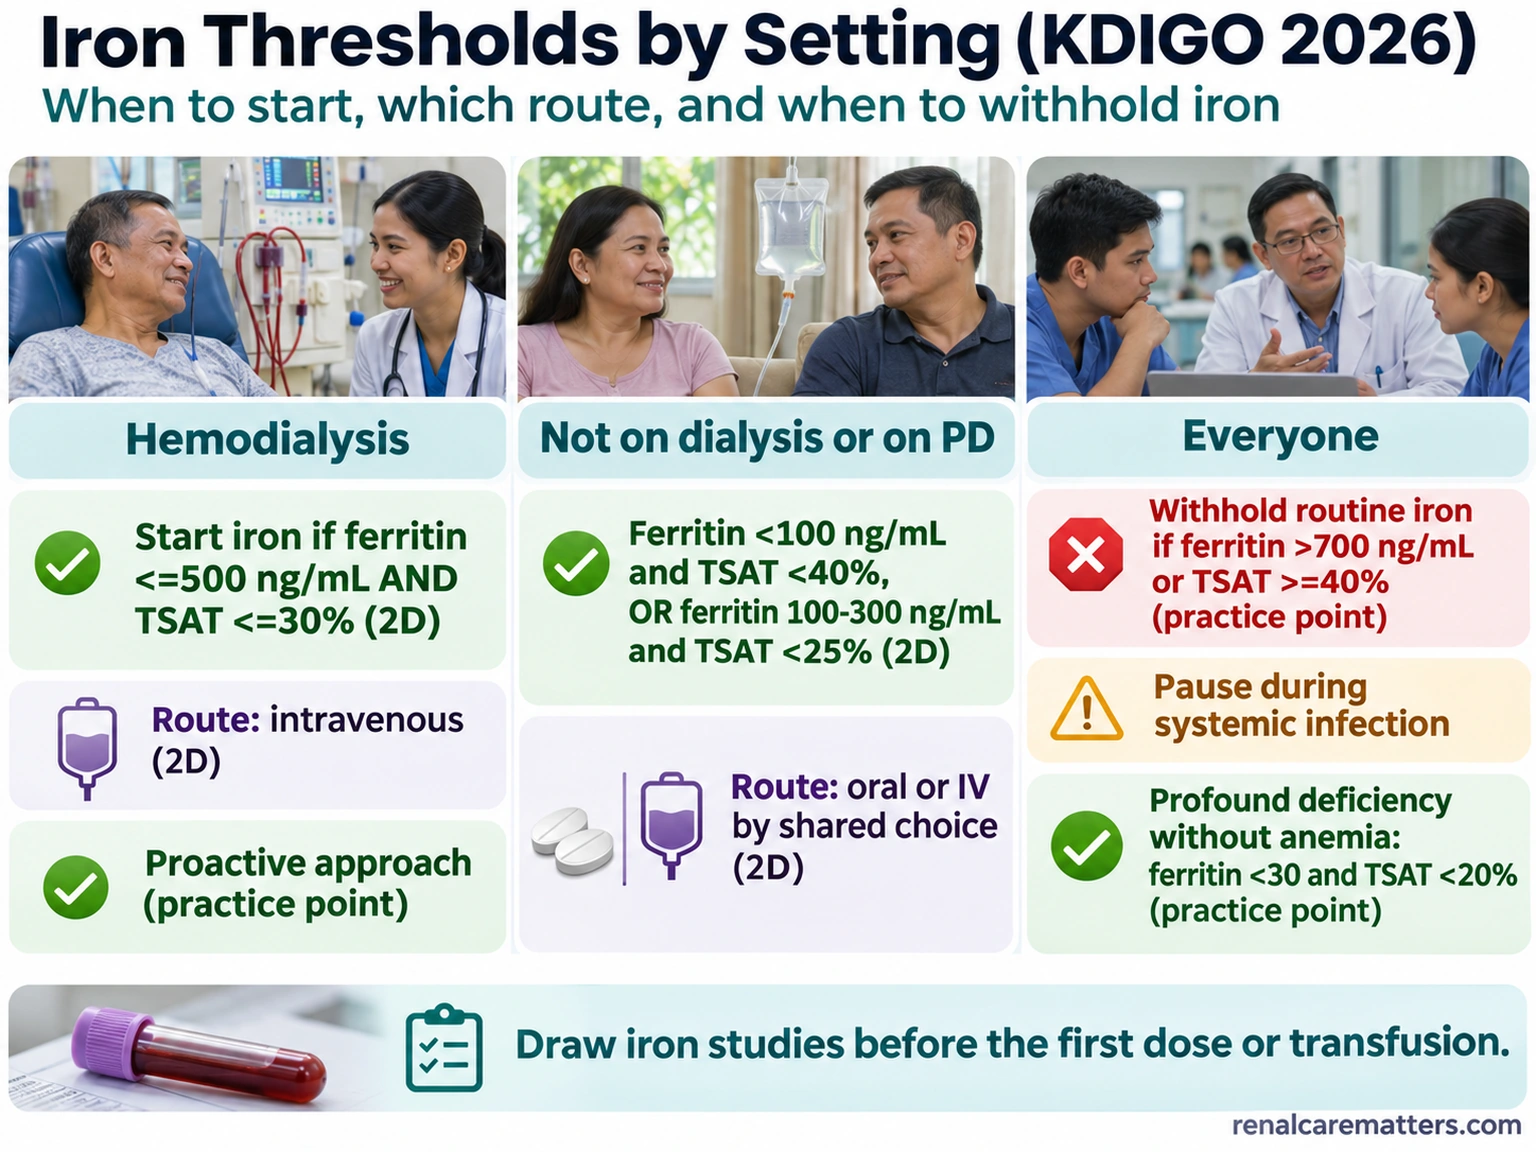 Iron Thresholds by Setting (KDIGO 2026)
When to start, which route, and when to withhold iron
Hemodialysis
Start iron if ferritin
<=500 ng/mL AND
TSAT <=30% (2D)
Route: intravenous
(2D)
Proactive approach
(practice point)
Not on dialysis or on PD
Ferritin <100 ng/mL
and TSAT <40%,
OR ferritin 100-300 ng/mL
and TSAT <25% (2D)
Route: oral or IV
by shared choice
(2D)
Everyone
Withhold routine iron
if ferritin >700 ng/mL
or TSAT >=40%
(practice point)
Pause during
systemic infection
Profound deficiency
without anemia:
ferritin <30 and TSAT <20%
(practice point)
Draw iron studies before the first dose or transfusion.
renalcarematters.com